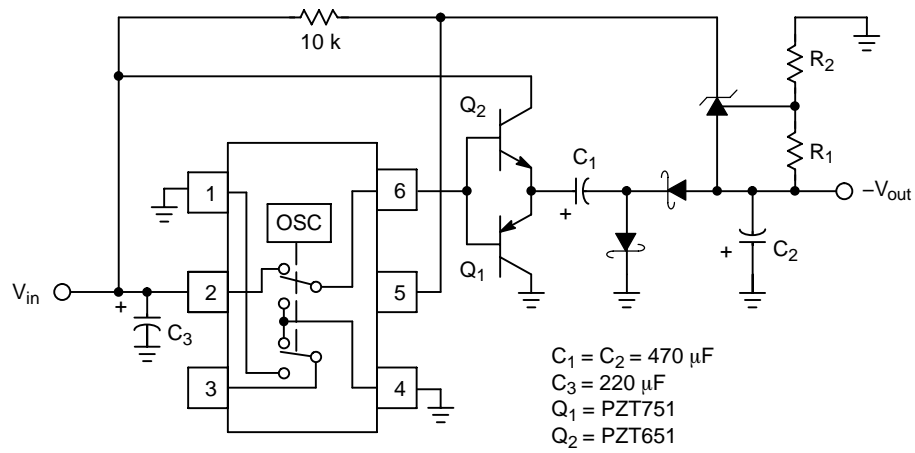 10 k
R2
Q2
R1
C1
1
6
OSC
+
–Vout
+
C2
Q1
Vin
2
5
+
C3
3
4
C1 = C2 = 470 μF
C3 = 220 μF
Q1 = PZT751
Q2 = PZT651